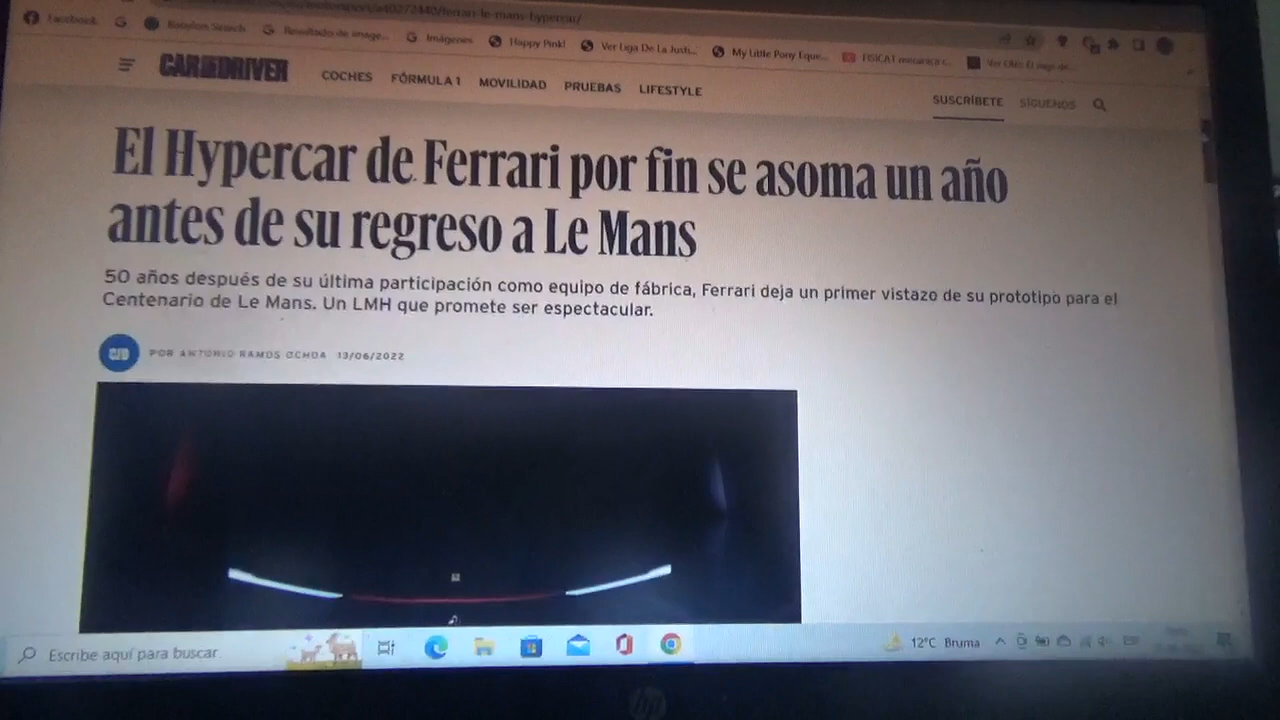 Facebook
Babylon Search
Resultado de image...
Imágenes
Happy Pink!
Ver Liga De La Justi...
My Little Pony Eque...
FISICA I mecánica c...
CAR AND DRIVER
COCHES
FÓRMULA 1
MOVILIDAD
PRUEBAS
LIFESTYLE
SUSCRÍBETE
SÍGUENOS
El Hypercar de Ferrari por fin se asoma un año
antes de su regreso a Le Mans
50 años después de su última participación como equipo de fábrica, Ferrari deja un primer vistazo de su prototipo para el
Centenario de Le Mans. Un LMH que promete ser espectacular.
C/D
POR ANTONIO RAMOS OCHOA 13/06/2022
Escribe aquí para buscar
12°C Bruma
hp